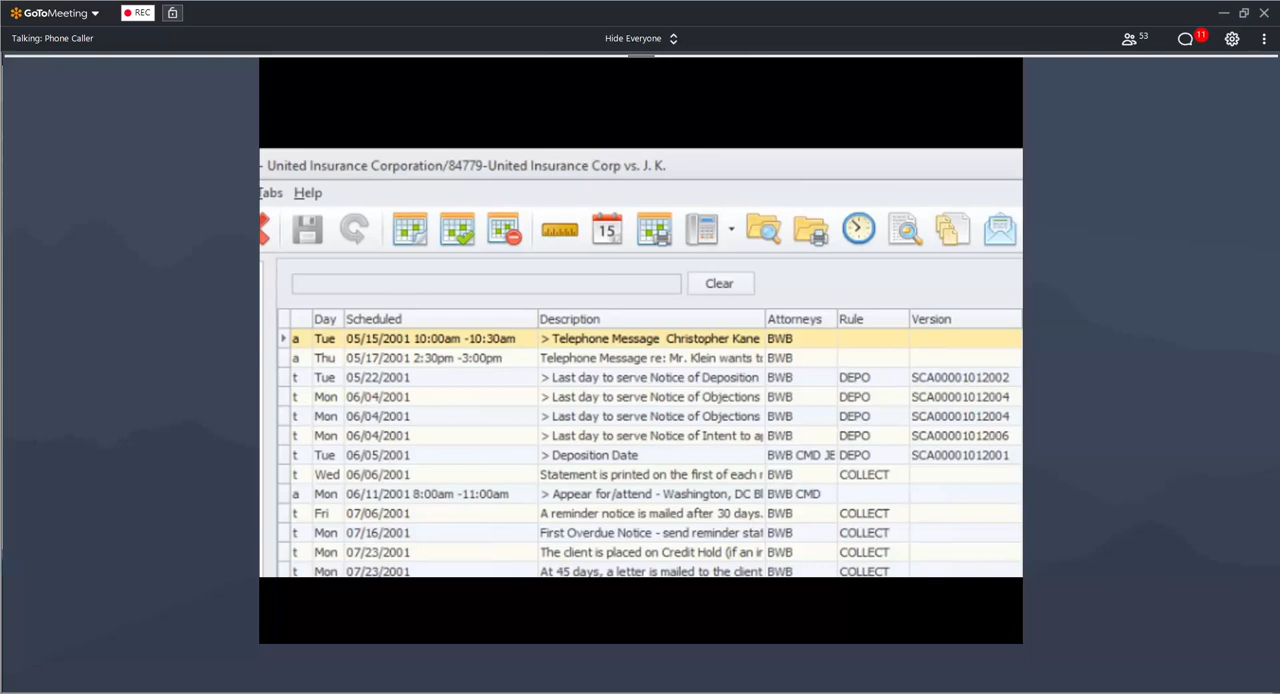 GoToMeeting REC
Talking: Phone Caller Hide Everyone 53 11
- United Insurance Corporation/84779-United Insurance Corp vs. J. K.
Tabs Help
15
Clear
Day Scheduled Description Attorneys Rule Version
a Tue 05/15/2001 10:00am -10:30am > Telephone Message Christopher Kane BWB
a Thu 05/17/2001 2:30pm -3:00pm Telephone Message re: Mr. Klein wants to BWB
t Tue 05/22/2001 > Last day to serve Notice of Deposition BWB DEPO SCA00001012002
t Mon 06/04/2001 > Last day to serve Notice of Objections BWB DEPO SCA00001012004
t Mon 06/04/2001 > Last day to serve Notice of Objections BWB DEPO SCA00001012004
t Mon 06/04/2001 > Last day to serve Notice of Intent to a BWB DEPO SCA00001012006
t Tue 06/05/2001 > Deposition Date BWB CMD JE DEPO SCA00001012001
t Wed 06/06/2001 Statement is printed on the first of each BWB COLLECT
a Mon 06/11/2001 8:00am -11:00am > Appear for/attend - Washington, DC Bl BWB CMD
t Fri 07/06/2001 A reminder notice is mailed after 30 days. BWB COLLECT
t Mon 07/16/2001 First Overdue Notice - send reminder stat BWB COLLECT
t Mon 07/23/2001 The client is placed on Credit Hold (if an BWB COLLECT
t Mon 07/23/2001 At 45 days, a letter is mailed to the client BWB COLLECT